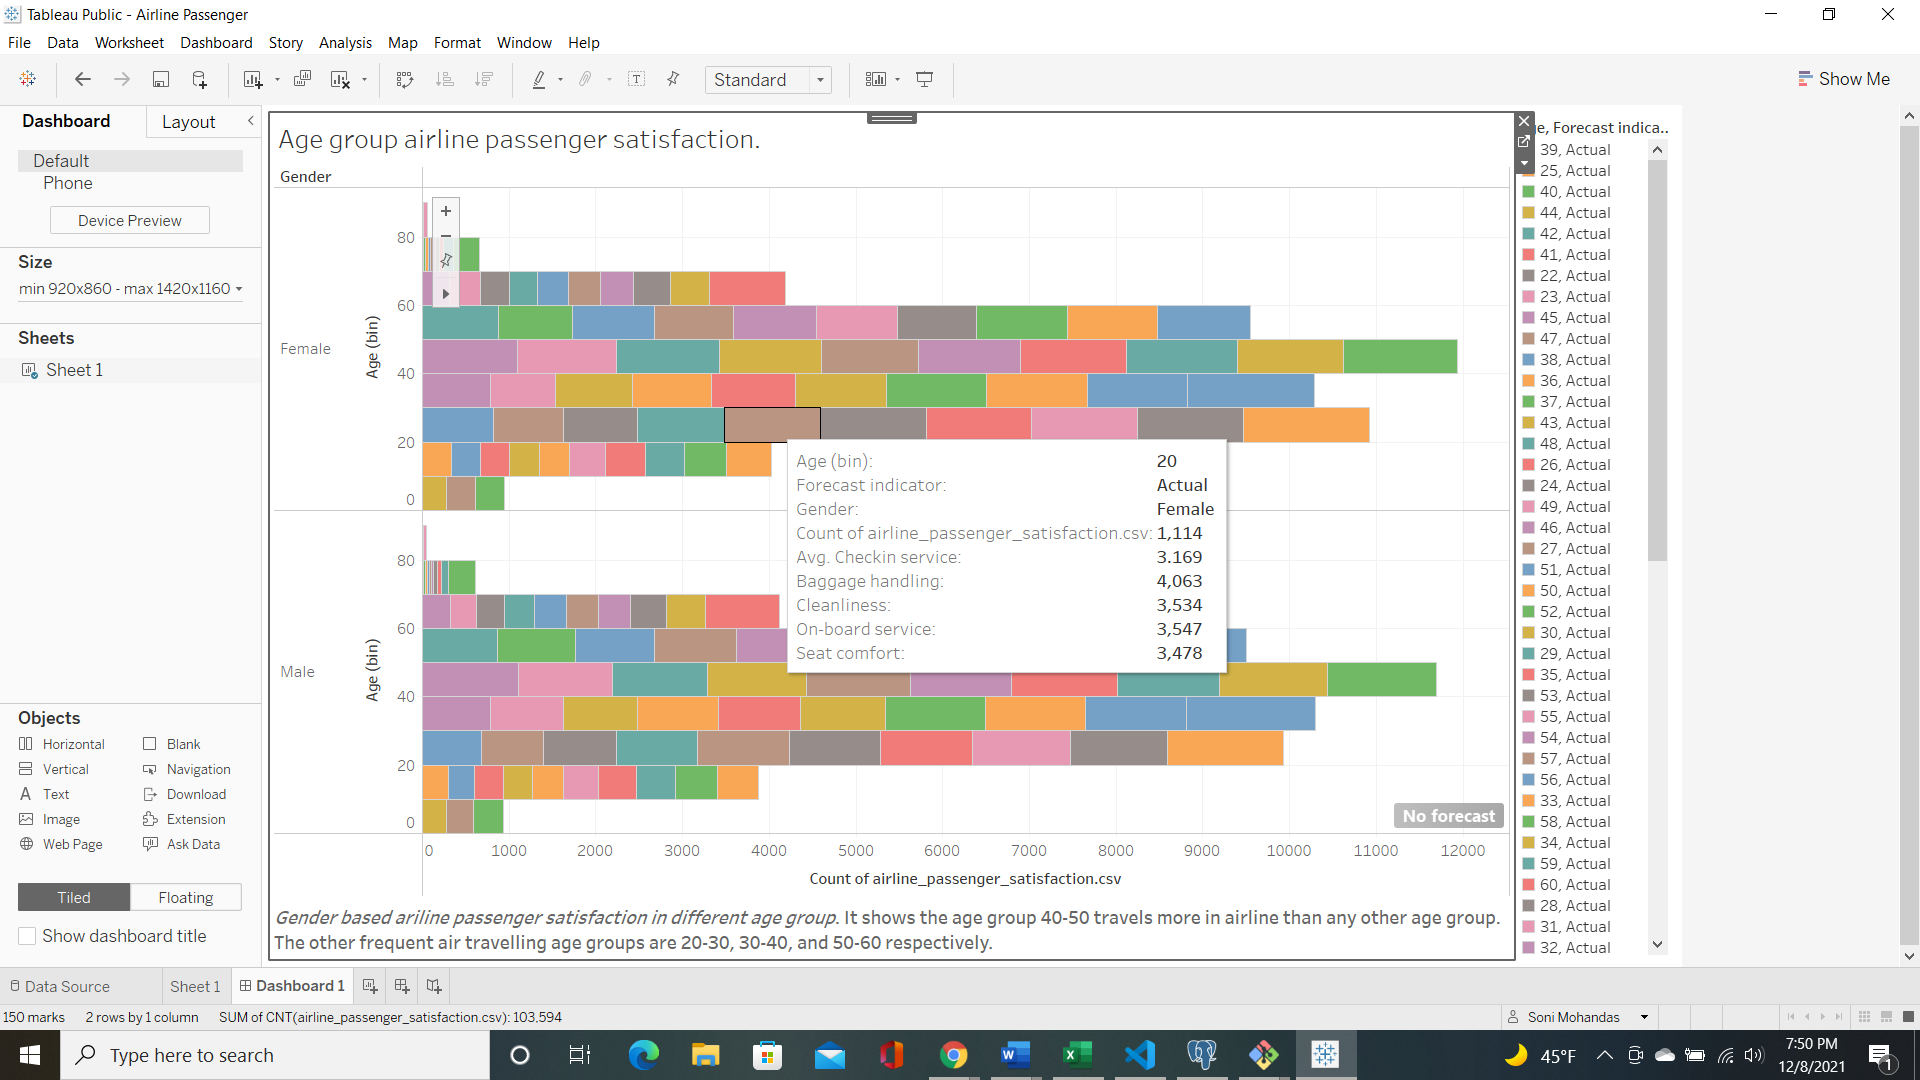 Tableau Public - Airline Passenger
File Data Worksheet Dashboard Story Analysis Map Format Window Help
Standard
Show Me
Dashboard
Layout
Default
Phone
Device Preview
Size
min 920x860 - max 1420x1160
Sheets
Sheet 1
Objects
Horizontal
Blank
Vertical
Navigation
Text
Download
Image
Extension
Web Page
Ask Data
Tiled
Floating
Show dashboard title
Age group airline passenger satisfaction.
Gender
Female
Age (bin)
80
60
40
20
0
Male
Age (bin)
80
60
40
20
0
Age (bin): 20
Forecast indicator: Actual
Gender: Female
Count of airline_passenger_satisfaction.csv: 1,114
Avg. Checkin service: 3.169
Baggage handling: 4,063
Cleanliness: 3,534
On-board service: 3,547
Seat comfort: 3,478
No forecast
0 1000 2000 3000 4000 5000 6000 7000 8000 9000 10000 11000 12000
Count of airline_passenger_satisfaction.csv
Gender based ariline passenger satisfaction in different age group. It shows the age group 40-50 travels more in airline than any other age group.
The other frequent air travelling age groups are 20-30, 30-40, and 50-60 respectively.
e, Forecast indica..
39, Actual
25, Actual
40, Actual
44, Actual
42, Actual
41, Actual
22, Actual
23, Actual
45, Actual
47, Actual
38, Actual
36, Actual
37, Actual
43, Actual
48, Actual
26, Actual
24, Actual
49, Actual
46, Actual
27, Actual
51, Actual
50, Actual
52, Actual
30, Actual
29, Actual
35, Actual
53, Actual
55, Actual
54, Actual
57, Actual
56, Actual
33, Actual
58, Actual
34, Actual
59, Actual
60, Actual
28, Actual
31, Actual
32, Actual
Data Source
Sheet 1
Dashboard 1
150 marks 2 rows by 1 column SUM of CNT(airline_passenger_satisfaction.csv): 103,594
Soni Mohandas
Type here to search
45°F
7:50 PM
12/8/2021
1